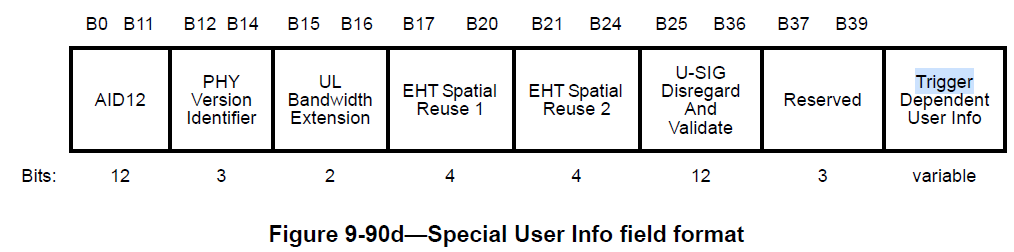 B0 B11 B12 B14 B15 B16 B17 B20 B21 B24 B25 B36 B37 B39
AID12
PHY
Version
Identifier
UL
Bandwidth
Extension
EHT Spatial
Reuse 1
EHT Spatial
Reuse 2
U-SIG
Disregard
And
Validate
Reserved
Trigger
Dependent
User Info
Bits: 12 3 2 4 4 12 3 variable
Figure 9-90d—Special User Info field format